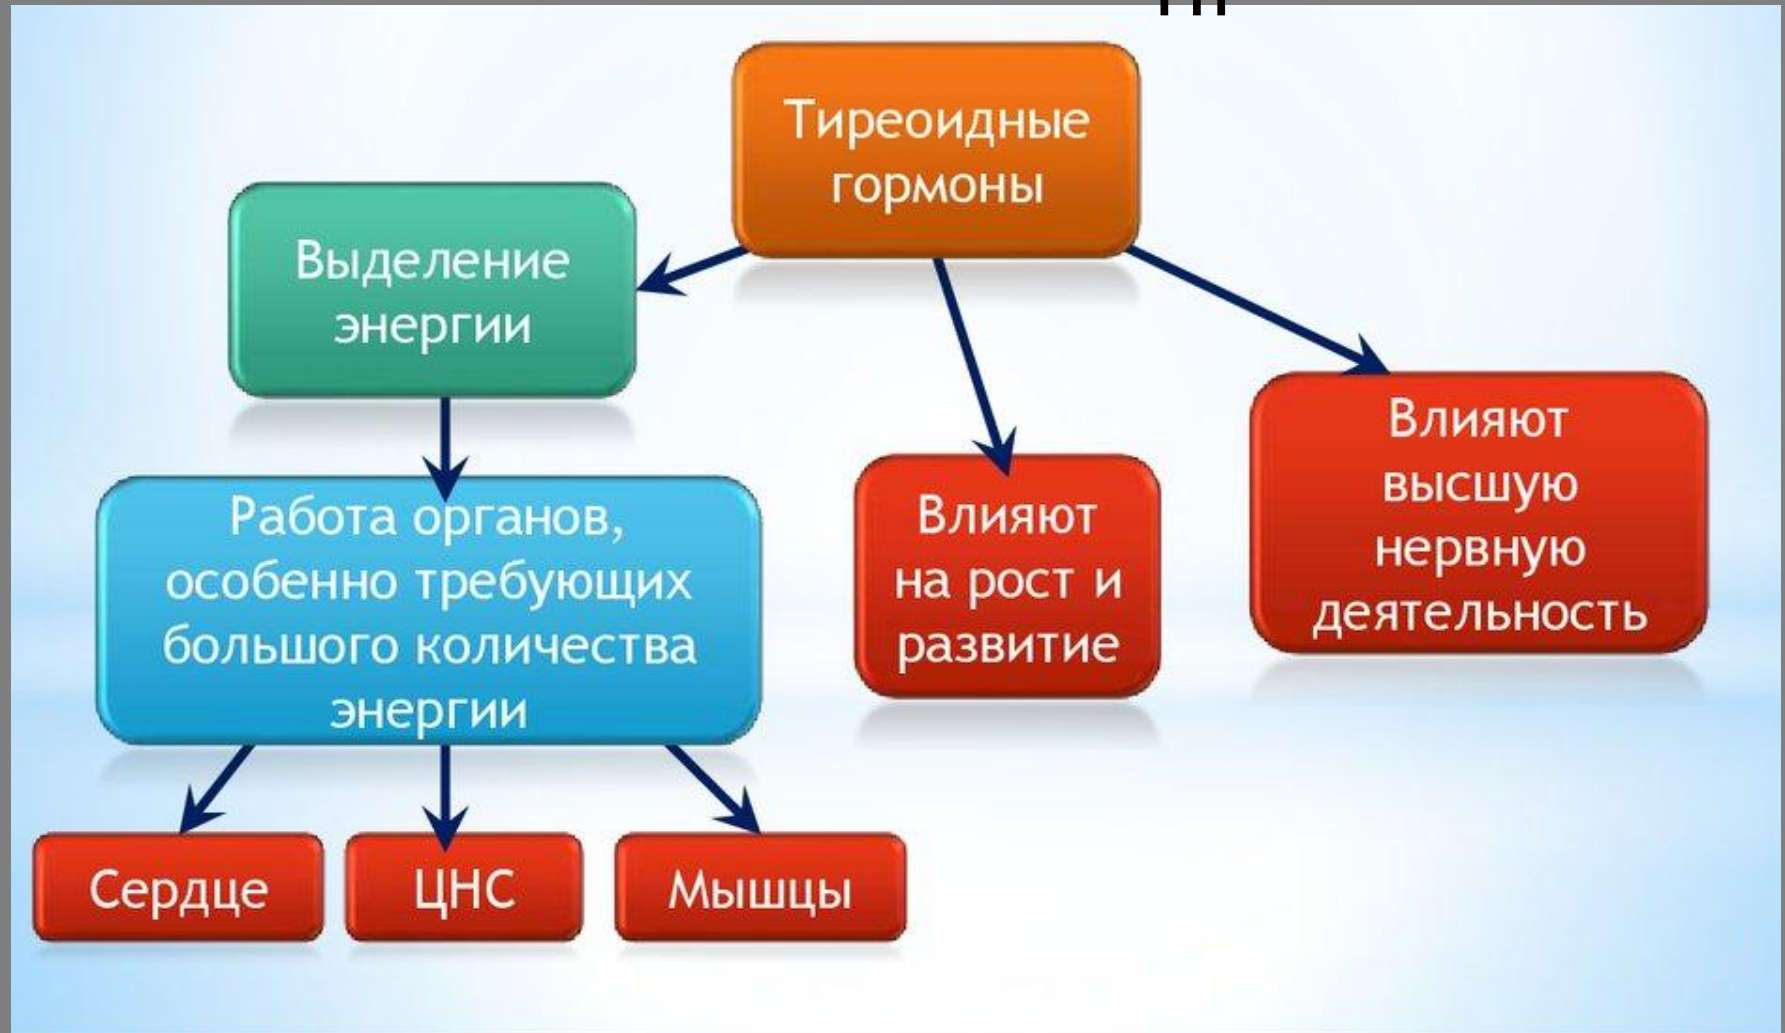 Тиреоидные
гормоны
Выделение
энергии
Влияют
высшую
нервную
деятельность
Влияют
на рост и
развитие
Работа органов,
особенно требующих
большого количества
энергии
Сердце
ЦНС
Мышцы